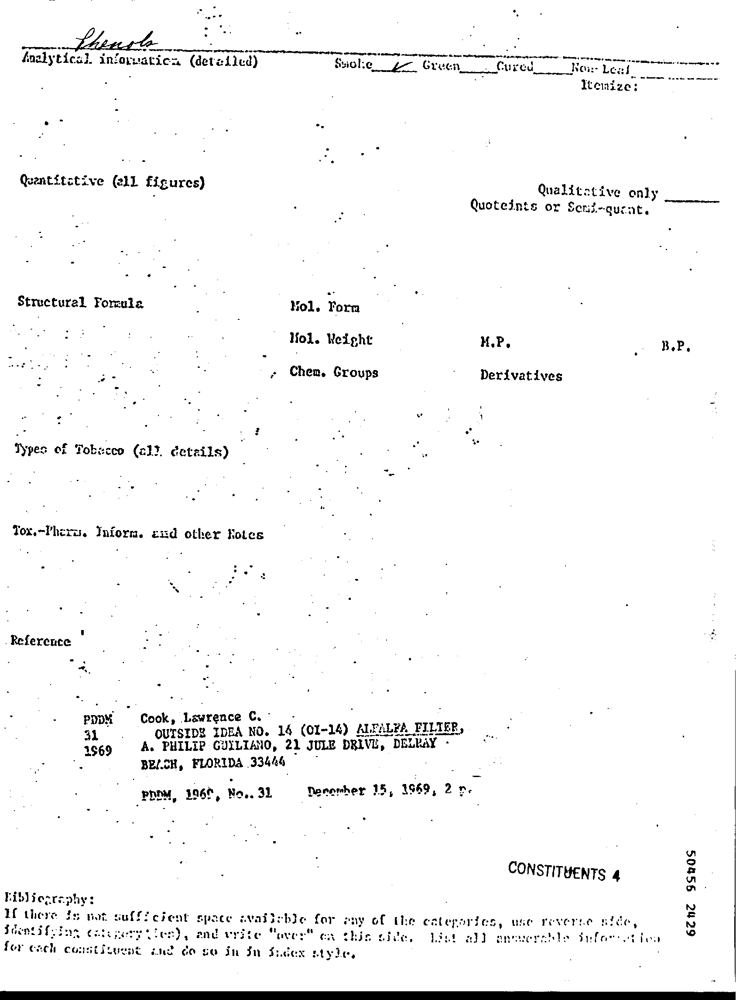 Phenols
Analytical information (detailed) Smoke ✓ Green Cured Non-Leaf
Itemize:
Quantitative (all figures)
Qualitative only
Quoteints or Semi-quant.
Structural Formula Mol. Form
Mol. Weight M.P. B.P.
Chem. Groups Derivatives
Types of Tobacco (all details)
Tox.-Pharm. Inform. and other Notes
Reference
PDDM Cook, Lawrence C.
31 OUTSIDE IDEA NO. 14 (OI-14) ALFALFA FILTER,
1969 A. PHILIP GUILIANO, 21 JULE DRIVE, DELRAY
BEACH, FLORIDA 33444
PDDM, 1969, No. 31 December 15, 1969, 2 p.
CONSTITUENTS 4
50456 2429
Bibliography:
If there is not sufficient space available for any of the categories, use reverse side,
identifying category(ies), and write "over" on this side. List all answerable information
for each constituent and do so in in index style.